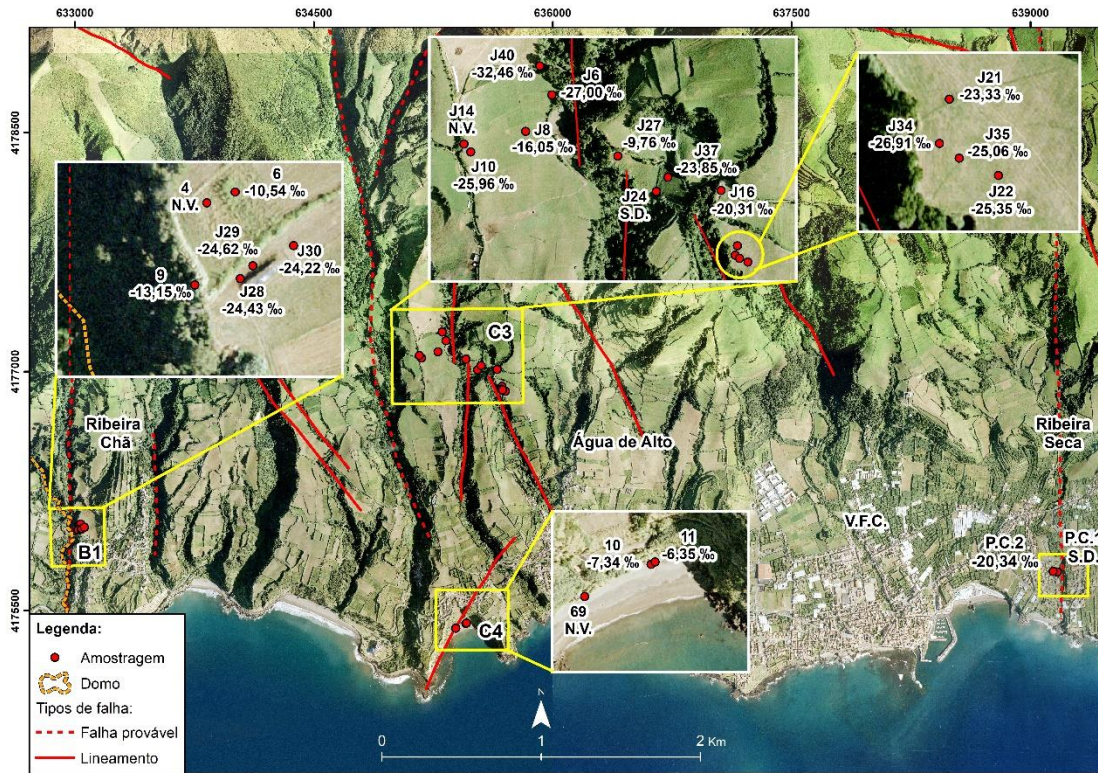 633000
634500
636000
637500
639000
4178500
4177000
4175500
J40
-32,46 ‰
J6
-27,00 ‰
J14
N.V.
J8
-16,05 ‰
J10
-25,96 ‰
J27
-9,76 ‰
J37
-23,85 ‰
J24
S.D.
J16
-20,31 ‰
J21
-23,33 ‰
J34
-26,91 ‰
J35
-25,06 ‰
J22
-25,35 ‰
4
N.V.
6
-10,54 ‰
J29
-24,62 ‰
J30
-24,22 ‰
9
-13,15 ‰
J28
-24,43 ‰
C3
Ribeira
Chã
Água de Alto
Ribeira
Seca
B1
V.F.C.
P.C.2
-20,34 ‰
P.C.1
S.D.
C4
10
-7,34 ‰
11
-6,35 ‰
69
N.V.
Legenda:
Amostragem
Domo
Tipos de falha:
Falha provável
Lineamento
N
0
1
2 Km